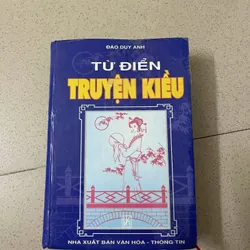 ĐÀO DUY ANH
TỪ ĐIỂN
TRUYỆN KIỀU
NHÀ XUẤT BẢN VĂN HÓA - THÔNG TIN